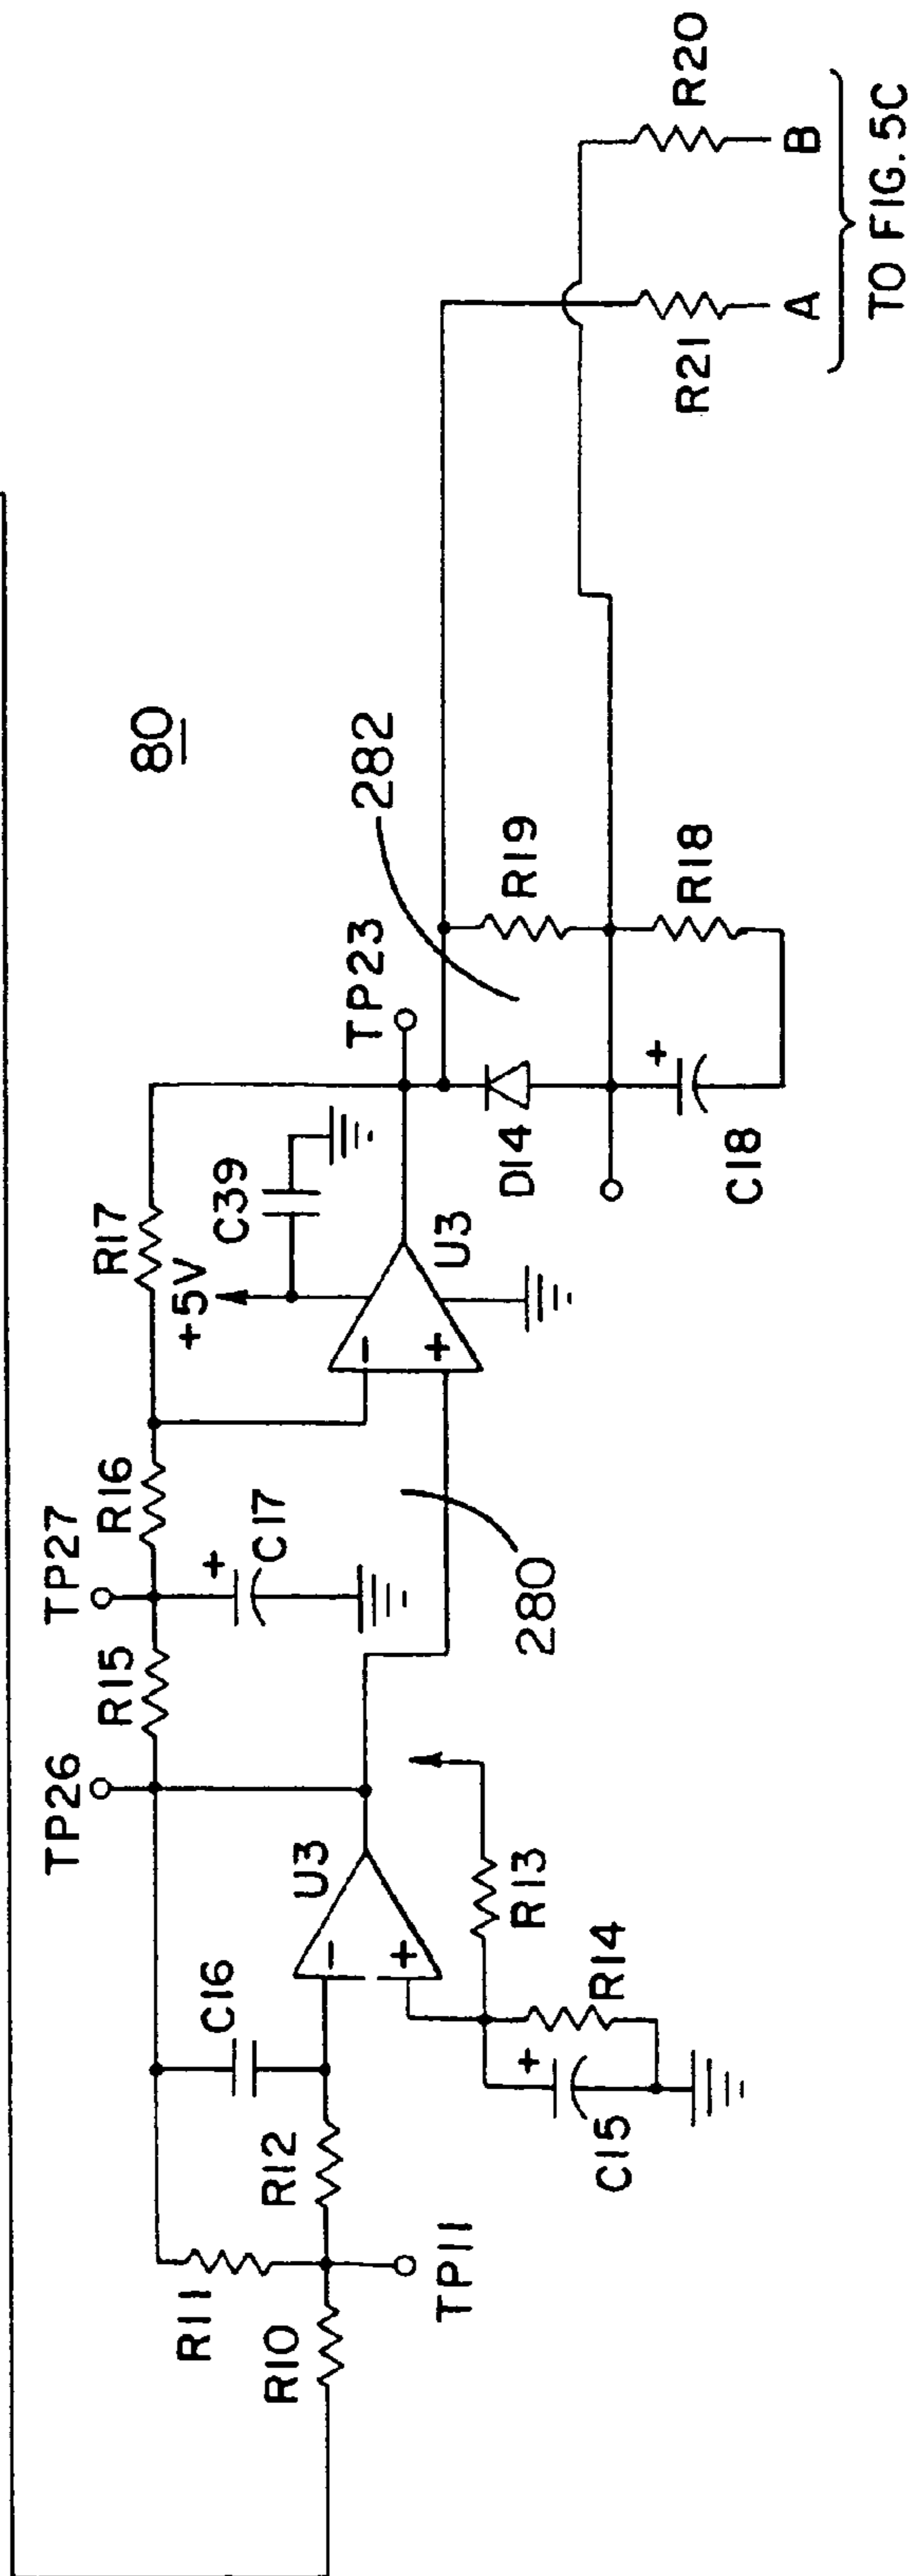 80
TP26
TP27
R15
R16
R17
+5V
C39
TP23
282
C16
U3
-
+
C17
+
-
+
U3
280
R11
R10
R12
TP11
R13
R14
+
C15
D14
R19
R18
+
C18
R21
R20
A
B
TO FIG. 5C